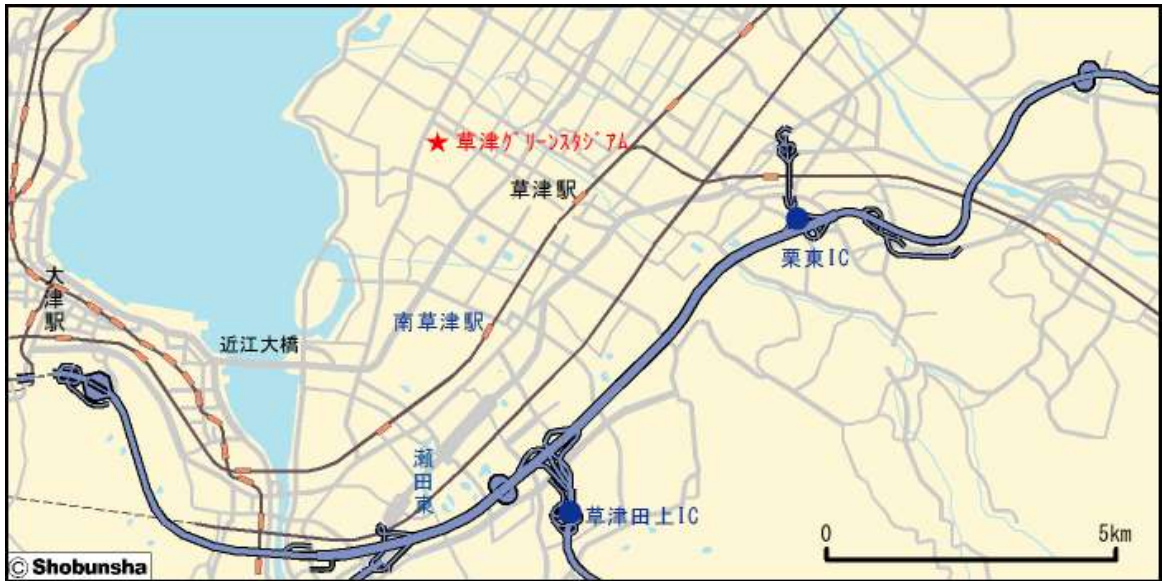 ★ 草津ｸﾞﾘｰﾝｽﾀｼﾞｱﾑ
草津駅
栗東IC
大津駅
南草津駅
近江大橋
瀬田東
草津田上IC
0 5km
© Shobunsha